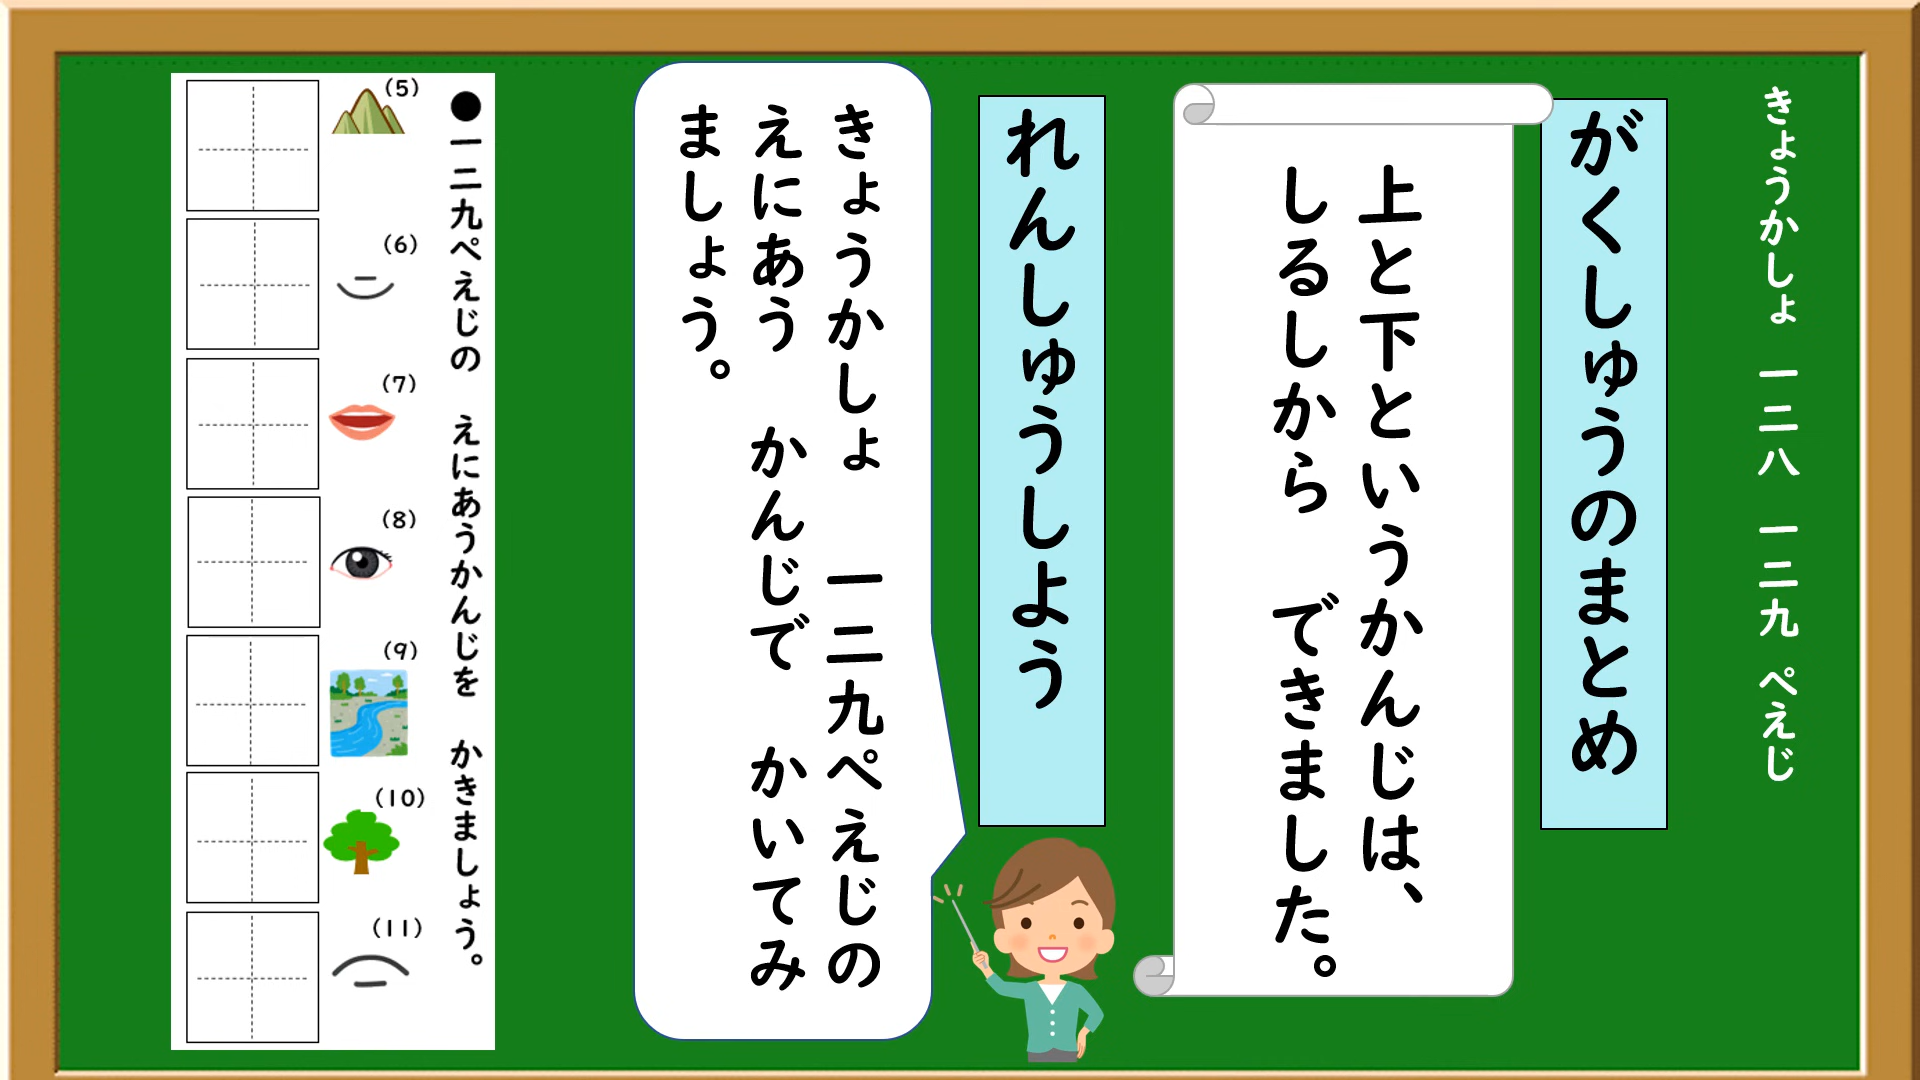 きょうかしょ 一二八 一二九 ぺえじ
がくしゅうのまとめ
上と下というかんじは、
しるしから できました。
れんしゅうしよう
きょうかしょ 一二九ぺえじの
えにあう かんじで かいてみ
ましょう。
●一二九ぺえじの えにあうかんじを かきましょう。
(5)
(6)
(7)
(8)
(9)
(10)
(11)